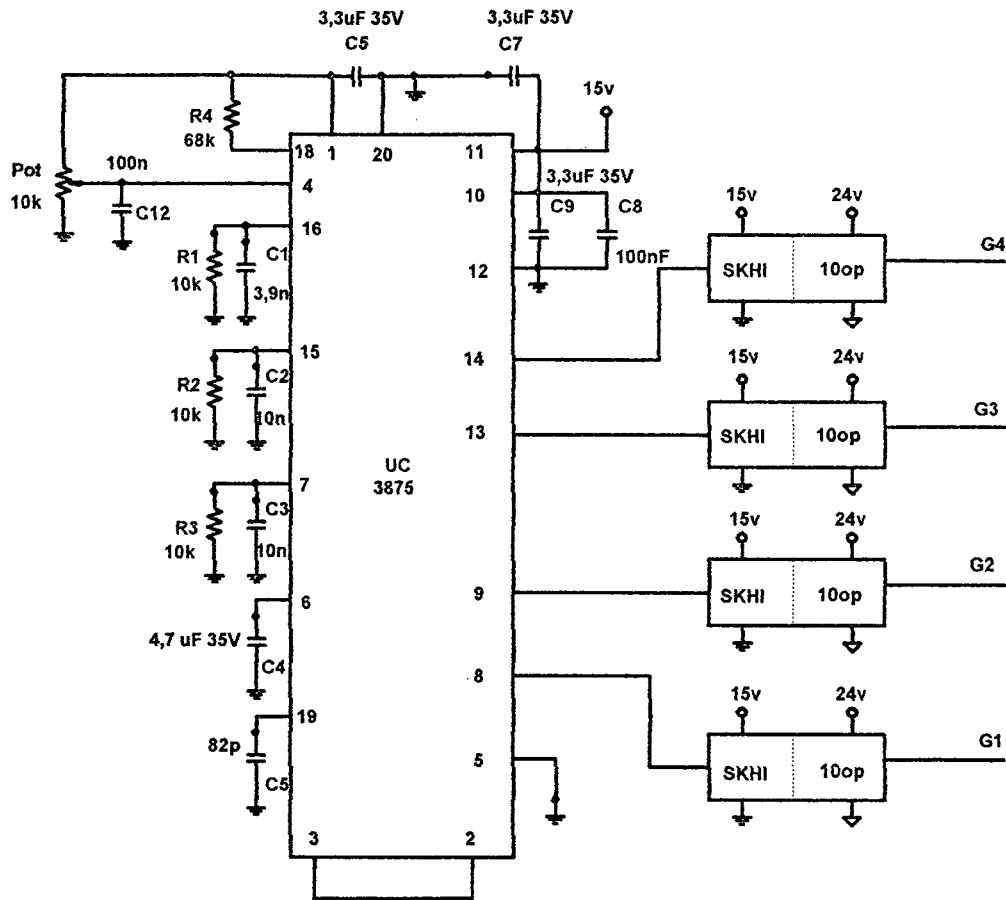 3,3uF 35V
C5
3,3uF 35V
C7
15v
R4
68k
18
1
20
11
Pot
10k
100n
C12
4
10
3,3uF 35V
C9
C8
100nF
15v
24v
SKHI
10op
G4
16
R1
10k
C1
3,9n
12
15
R2
10k
C2
10n
14
15v
24v
SKHI
10op
G3
13
UC
3875
7
R3
10k
C3
10n
15v
24v
SKHI
10op
G2
9
6
4,7 uF 35V
C4
8
15v
24v
SKHI
10op
G1
19
82p
C5
5
3
2